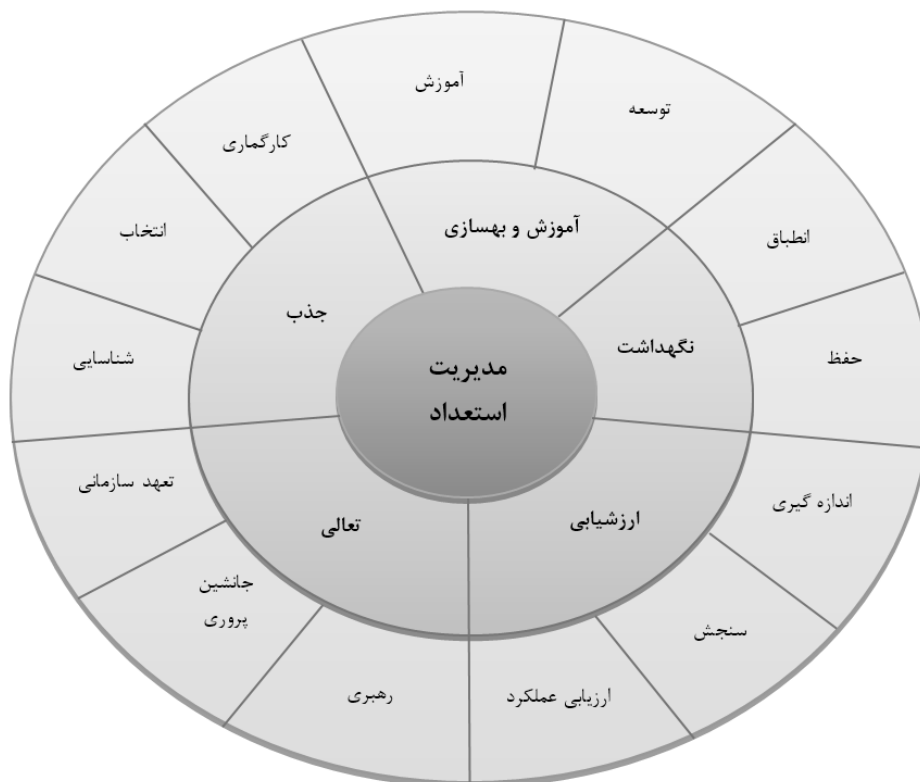 آموزش
توسعه
کارگماری
انتخاب
آموزش و بهسازی
انطباق
جذب
نگهداشت
شناسایی
مدیریت
استعداد
حفظ
تعهد سازمانی
تعالی
ارزشیابی
اندازه گیری
جانشین
پروری
سنجش
رهبری
ارزیابی عملکرد